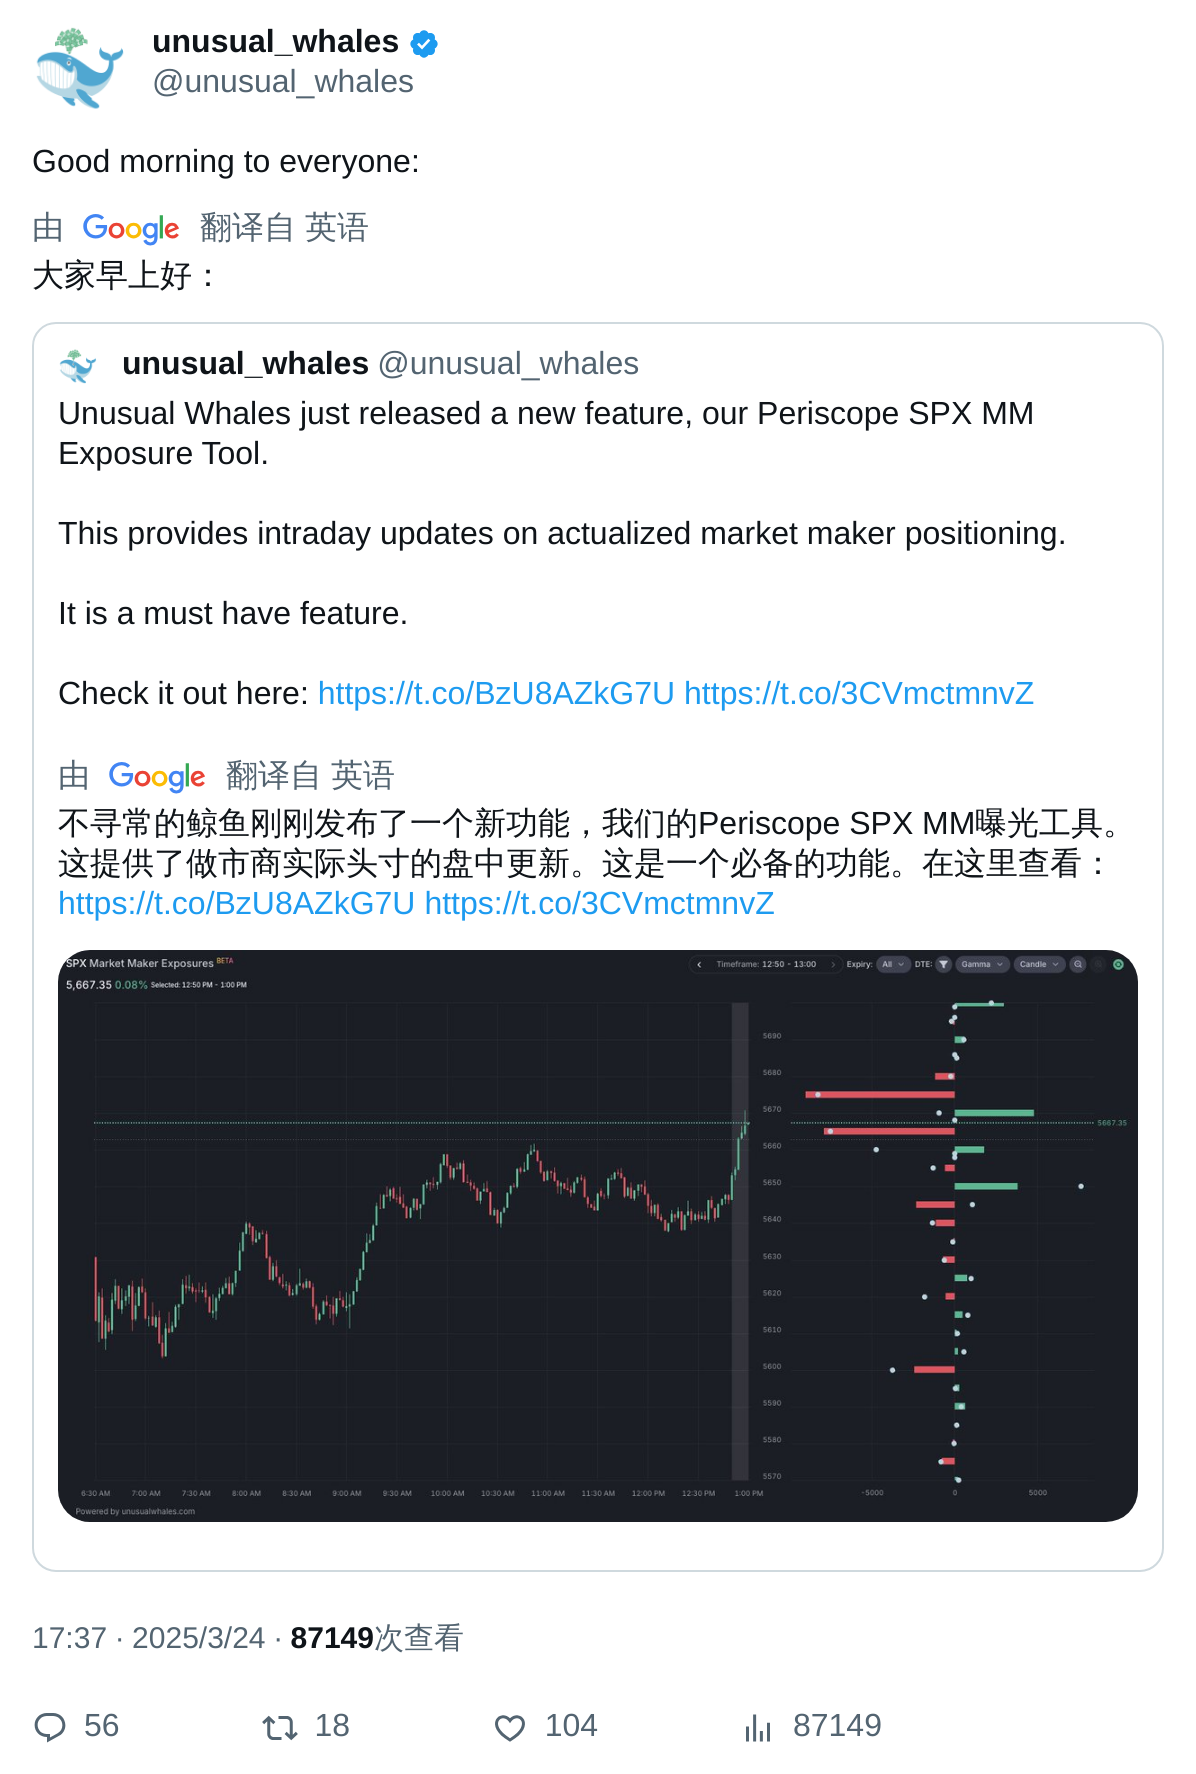 unusual_whales
@unusual_whales
Good morning to everyone:
由 Google 翻译自 英语
大家早上好：
unusual_whales @unusual_whales
Unusual Whales just released a new feature, our Periscope SPX MM
Exposure Tool.
This provides intraday updates on actualized market maker positioning.
It is a must have feature.
Check it out here: https://t.co/BzU8AZkG7U https://t.co/3CVmctmnvZ
由 Google 翻译自 英语
不寻常的鲸鱼刚刚发布了一个新功能，我们的Periscope SPX MM曝光工具。
这提供了做市商实际头寸的盘中更新。这是一个必备的功能。在这里查看：
https://t.co/BzU8AZkG7U https://t.co/3CVmctmnvZ
SPX Market Maker Exposures BETA
Timeframe: 12:50 - 13:00 Expiry: All DTE: Gamma Candle
5,667.35 0.08% Selected: 12:50 PM - 1:00 PM
5690
5680
5670
5667.35
5660
5650
5640
5630
5620
5610
5600
5590
5580
5570
6:30 AM 7:00 AM 7:30 AM 8:00 AM 8:30 AM 9:00 AM 9:30 AM 10:00 AM 10:30 AM 11:00 AM 11:30 AM 12:00 PM 12:30 PM 1:00 PM -5000 0 5000
Powered by unusualwhales.com
17:37 · 2025/3/24 · 87149次查看
56 18 104 87149